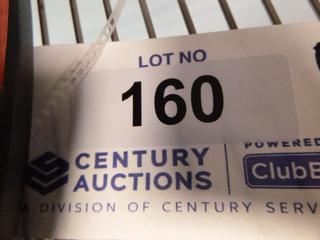 LOT NO
160
CENTURY
AUCTIONS
POWERED
ClubB
A DIVISION OF CENTURY SERV